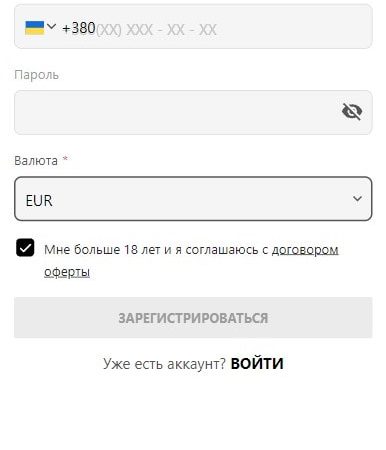 +380(XX) XXX - XX - XX
Пароль
Валюта *
EUR
Мне больше 18 лет и я соглашаюсь с договором
оферты
ЗАРЕГИСТРИРОВАТЬСЯ
Уже есть аккаунт? ВОЙТИ